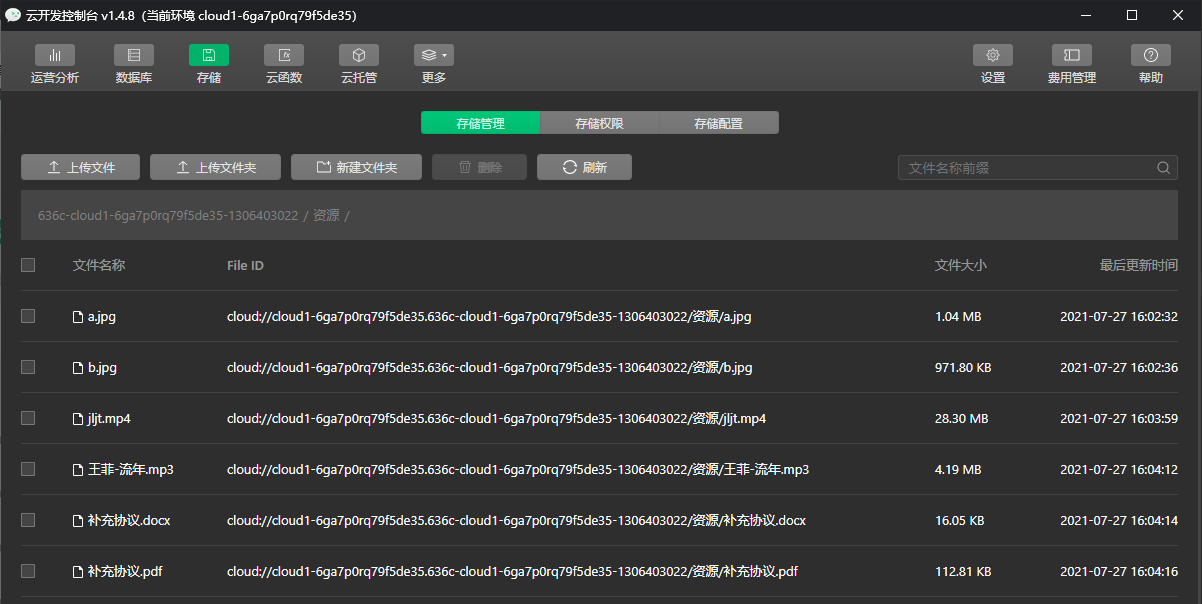 云开发控制台 v1.4.8（当前环境 cloud1-6ga7p0rq79f5de35）
运营分析 数据库 存储 云函数 云托管 更多 设置 费用管理 帮助
存储管理 存储权限 存储配置
上传文件 上传文件夹 新建文件夹 删除 刷新 文件名称前缀
636c-cloud1-6ga7p0rq79f5de35-1306403022 / 资源 /
文件名称 File ID 文件大小 最后更新时间
a.jpg cloud://cloud1-6ga7p0rq79f5de35.636c-cloud1-6ga7p0rq79f5de35-1306403022/资源/a.jpg 1.04 MB 2021-07-27 16:02:32
b.jpg cloud://cloud1-6ga7p0rq79f5de35.636c-cloud1-6ga7p0rq79f5de35-1306403022/资源/b.jpg 971.80 KB 2021-07-27 16:02:36
jljt.mp4 cloud://cloud1-6ga7p0rq79f5de35.636c-cloud1-6ga7p0rq79f5de35-1306403022/资源/jljt.mp4 28.30 MB 2021-07-27 16:03:59
王菲-流年.mp3 cloud://cloud1-6ga7p0rq79f5de35.636c-cloud1-6ga7p0rq79f5de35-1306403022/资源/王菲-流年.mp3 4.19 MB 2021-07-27 16:04:12
补充协议.docx cloud://cloud1-6ga7p0rq79f5de35.636c-cloud1-6ga7p0rq79f5de35-1306403022/资源/补充协议.docx 16.05 KB 2021-07-27 16:04:14
补充协议.pdf cloud://cloud1-6ga7p0rq79f5de35.636c-cloud1-6ga7p0rq79f5de35-1306403022/资源/补充协议.pdf 112.81 KB 2021-07-27 16:04:16